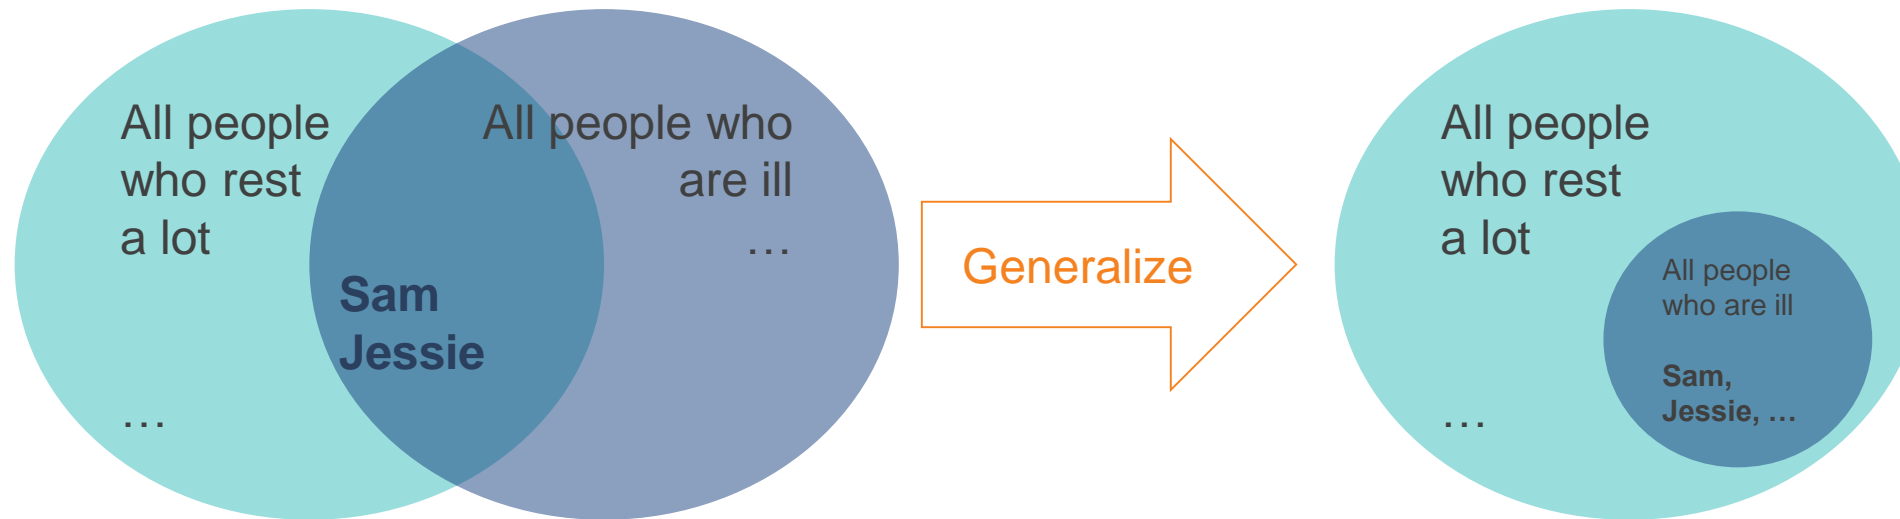 All people
who rest
a lot
…
All people who
are ill
…
Sam
Jessie
Generalize
All people
who rest
a lot
…
All people
who are ill
Sam,
Jessie, …